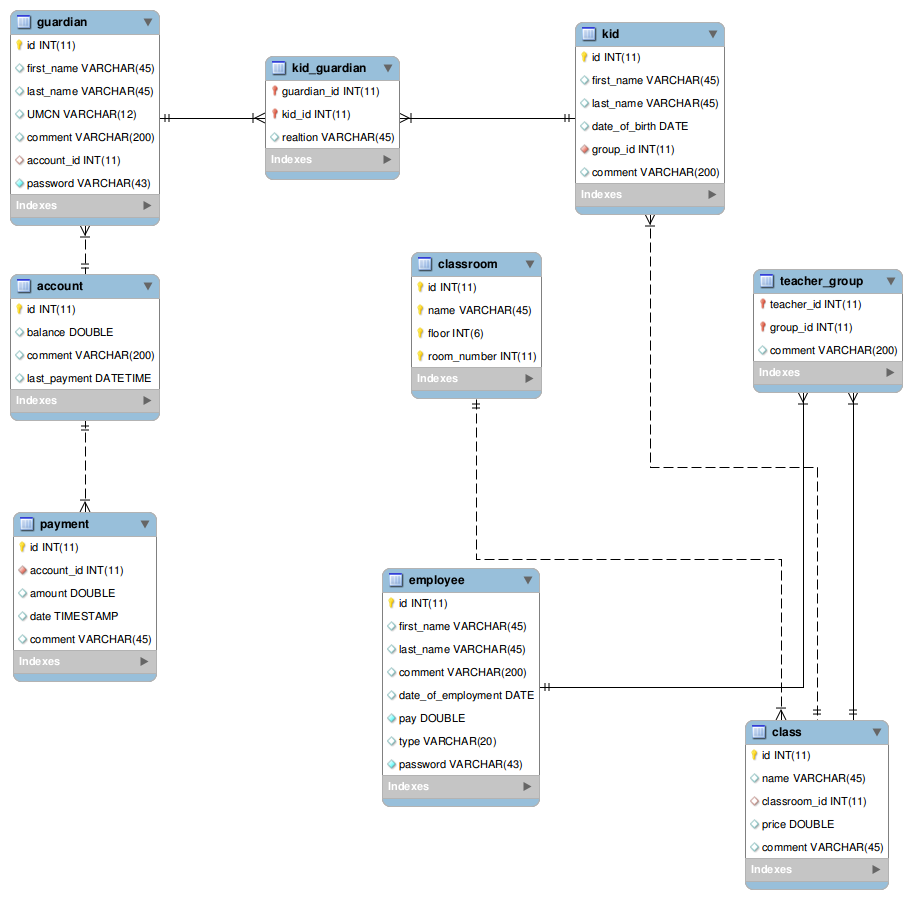 guardian
id INT(11)
first_name VARCHAR(45)
last_name VARCHAR(45)
UMCN VARCHAR(12)
comment VARCHAR(200)
account_id INT(11)
password VARCHAR(43)
Indexes
kid_guardian
guardian_id INT(11)
kid_id INT(11)
realtion VARCHAR(45)
Indexes
kid
id INT(11)
first_name VARCHAR(45)
last_name VARCHAR(45)
date_of_birth DATE
group_id INT(11)
comment VARCHAR(200)
Indexes
account
id INT(11)
balance DOUBLE
comment VARCHAR(200)
last_payment DATETIME
Indexes
classroom
id INT(11)
name VARCHAR(45)
floor INT(6)
room_number INT(11)
Indexes
teacher_group
teacher_id INT(11)
group_id INT(11)
comment VARCHAR(200)
Indexes
payment
id INT(11)
account_id INT(11)
amount DOUBLE
date TIMESTAMP
comment VARCHAR(45)
Indexes
employee
id INT(11)
first_name VARCHAR(45)
last_name VARCHAR(45)
comment VARCHAR(200)
date_of_employment DATE
pay DOUBLE
type VARCHAR(20)
password VARCHAR(43)
Indexes
class
id INT(11)
name VARCHAR(45)
classroom_id INT(11)
price DOUBLE
comment VARCHAR(45)
Indexes